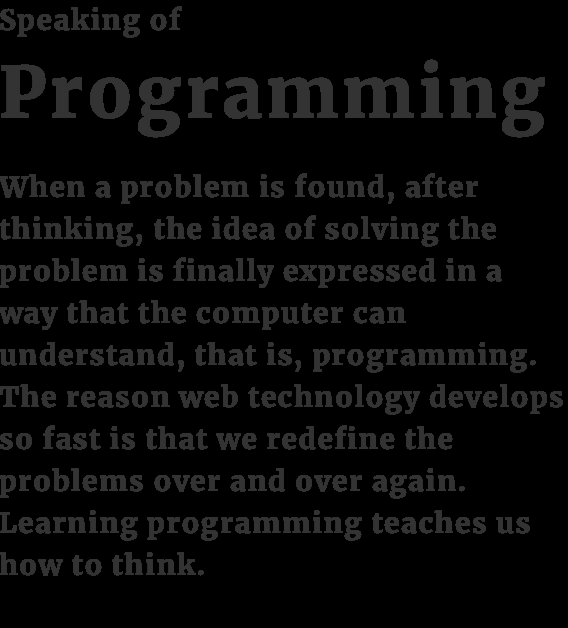 Speaking of
Programming
When a problem is found, after
thinking, the idea of solving the
problem is finally expressed in a
way that the computer can
understand, that is, programming.
The reason web technology develops
so fast is that we redefine the
problems over and over again.
Learning programming teaches us
how to think.